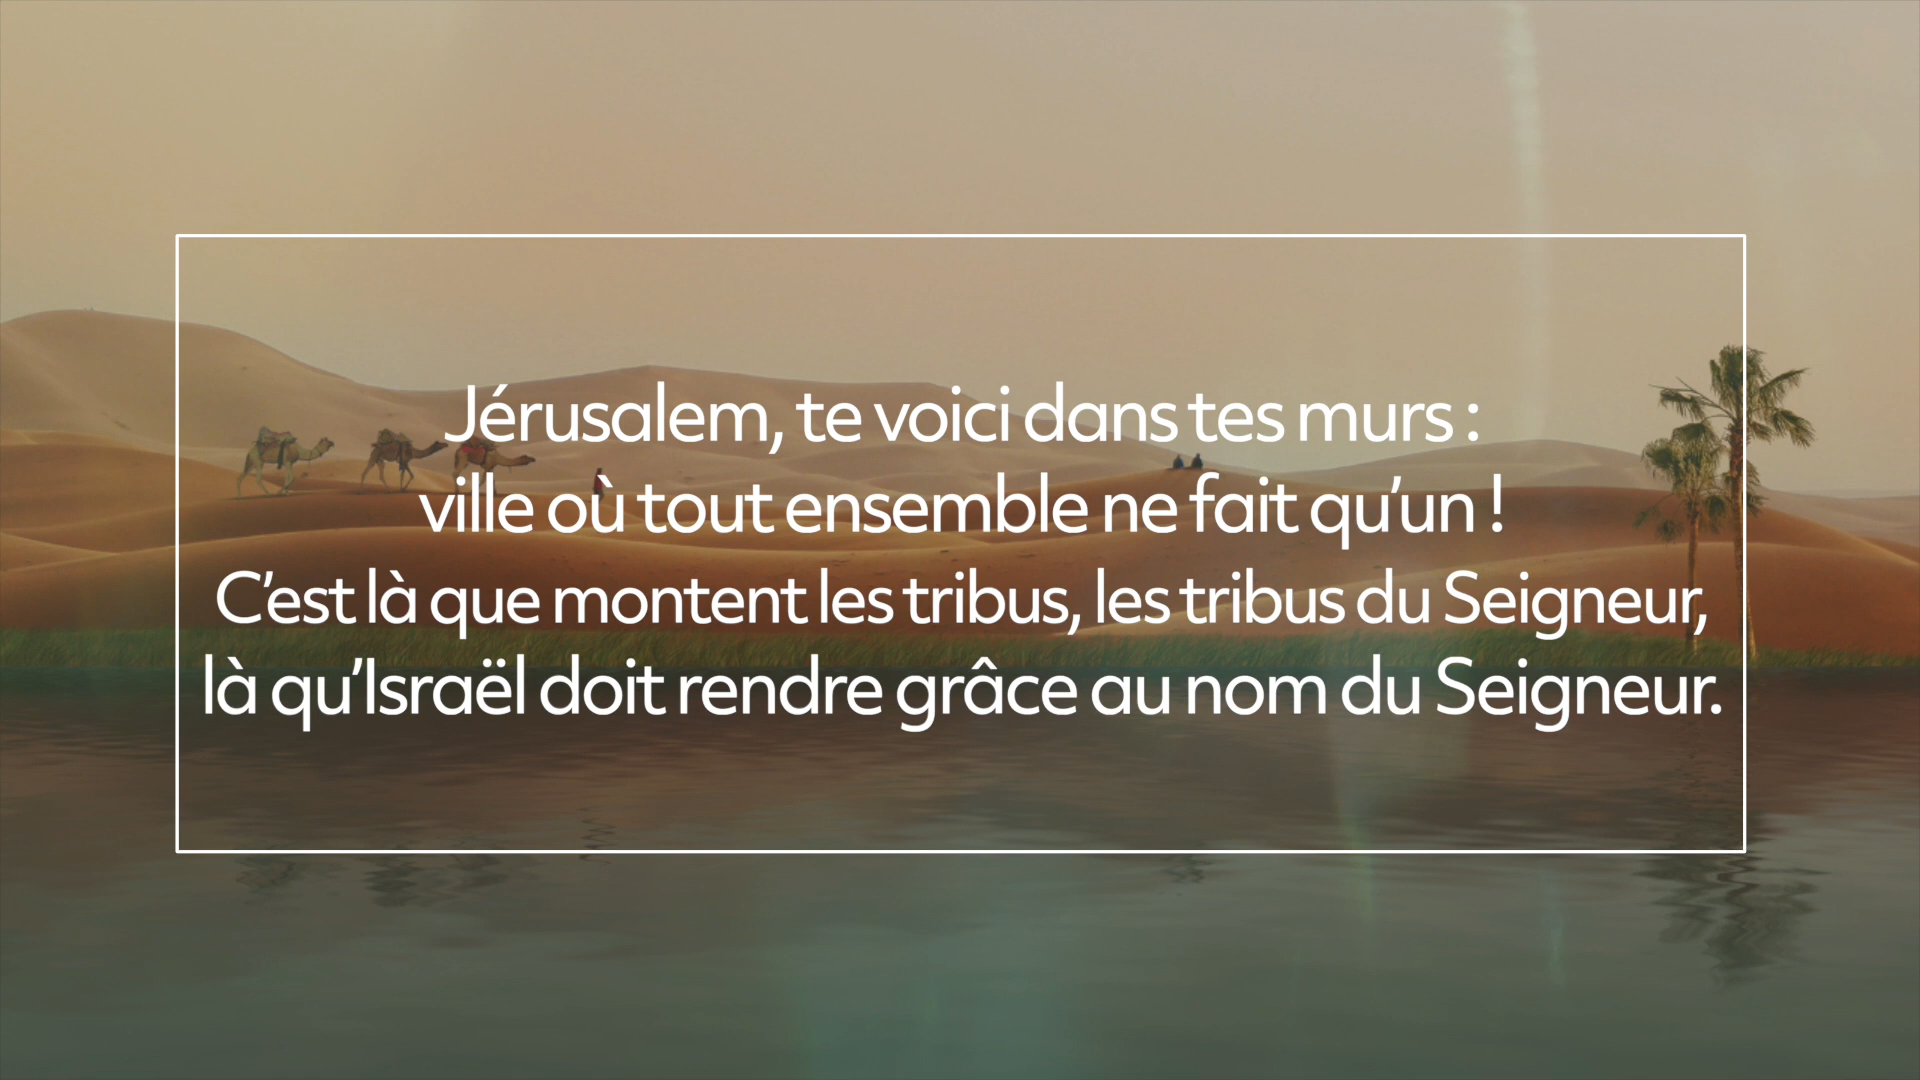 Jérusalem, te voici dans tes murs :
ville où tout ensemble ne fait qu’un !
C’est là que montent les tribus, les tribus du Seigneur,
là qu’Israël doit rendre grâce au nom du Seigneur.